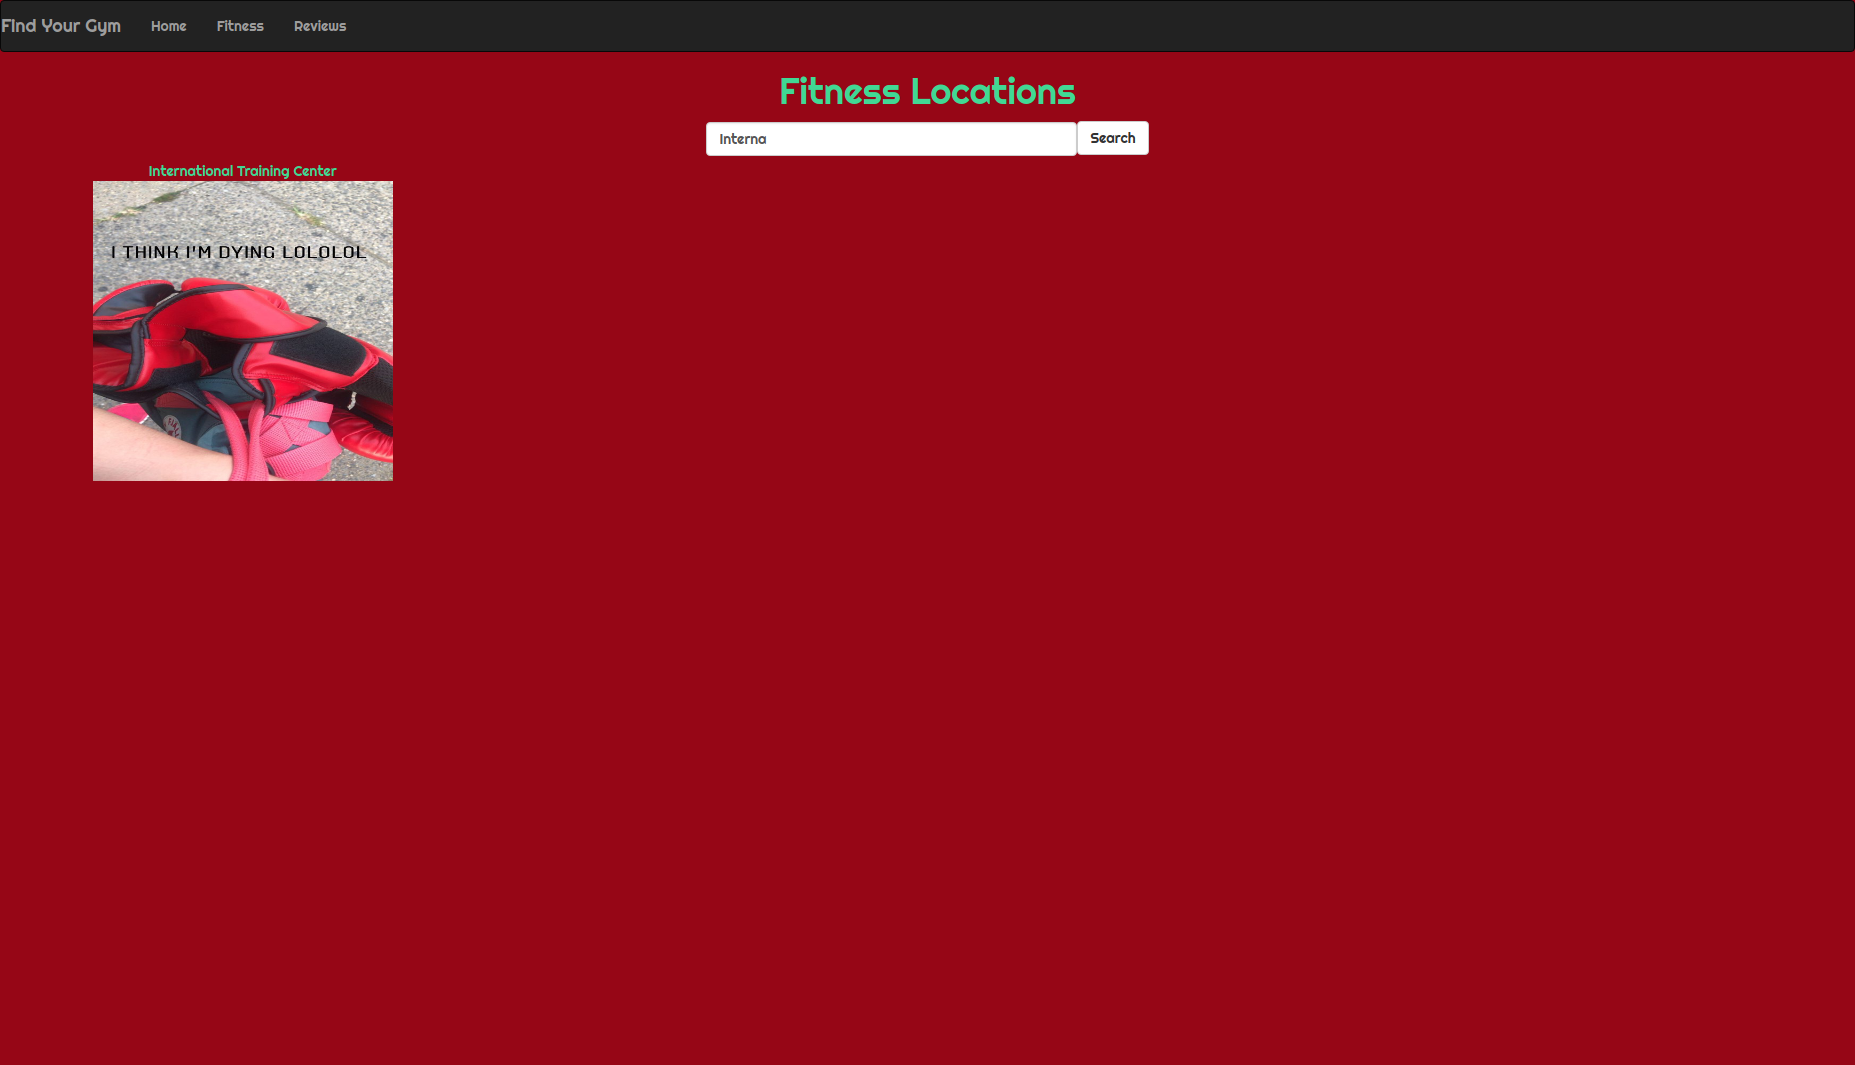 FInd Your Gym Home Fitness Reviews
Fitness Locations
Interna Search
International Training Center
I THINK I'M DYING LOLOLOL